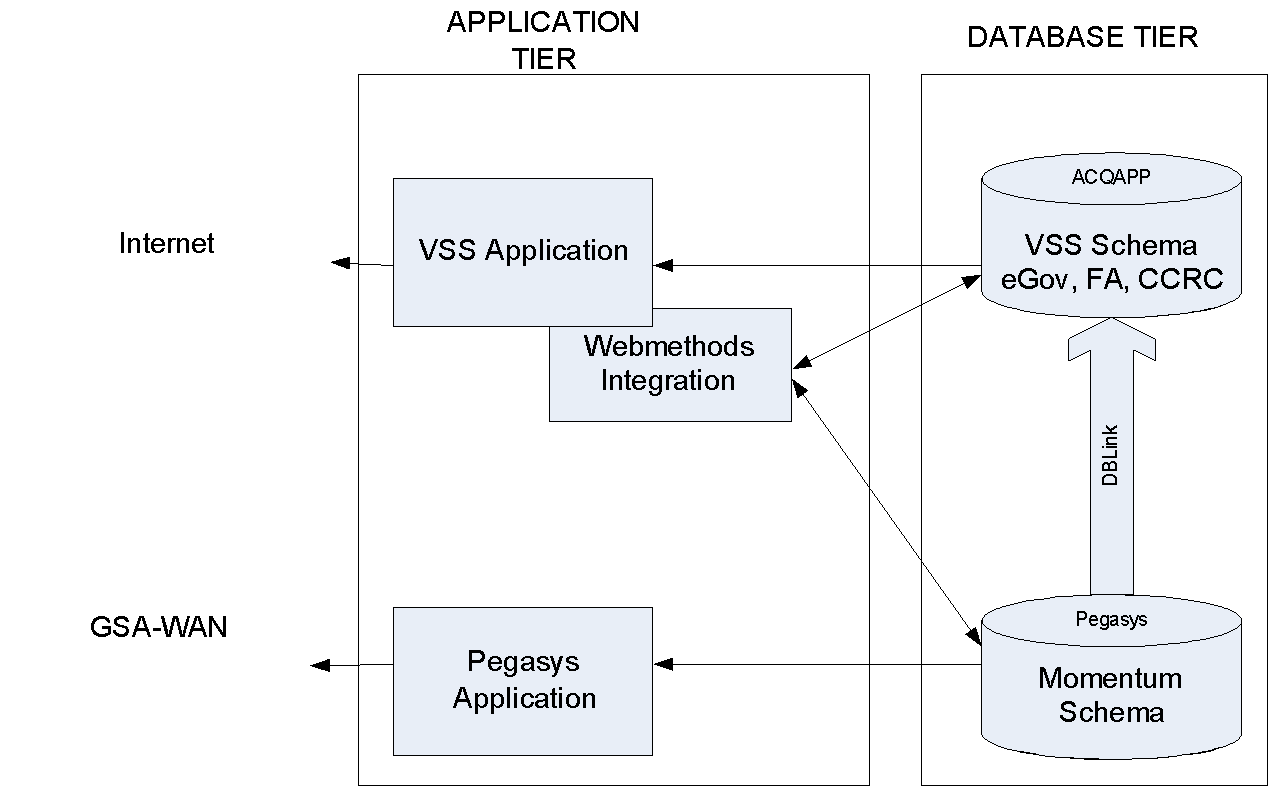 APPLICATION
TIER
DATABASE TIER
ACQAPP
Internet
VSS Application
VSS Schema
eGov, FA, CCRC
Webmethods
Integration
DBLink
GSA-WAN
Pegasys
Application
Pegasys
Momentum
Schema